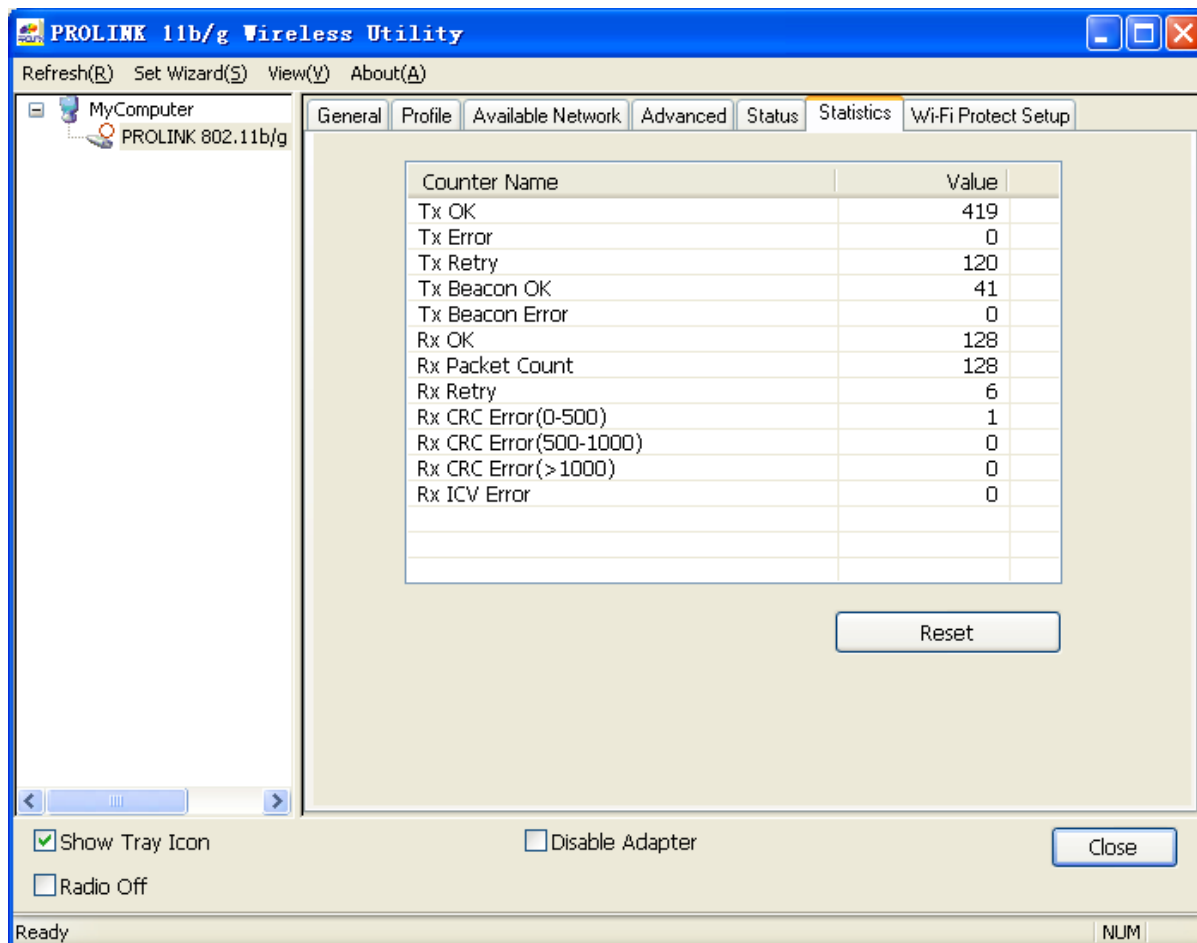 PROLINK 11b/g Wireless Utility
Refresh(R) Set Wizard(S) View(V) About(A)
MyComputer
PROLINK 802.11b/g
General Profile Available Network Advanced Status Statistics Wi-Fi Protect Setup
Counter Name Value
Tx OK 419
Tx Error 0
Tx Retry 120
Tx Beacon OK 41
Tx Beacon Error 0
Rx OK 128
Rx Packet Count 128
Rx Retry 6
Rx CRC Error(0-500) 1
Rx CRC Error(500-1000) 0
Rx CRC Error(>1000) 0
Rx ICV Error 0
Reset
Show Tray Icon Disable Adapter Close
Radio Off
Ready NUM